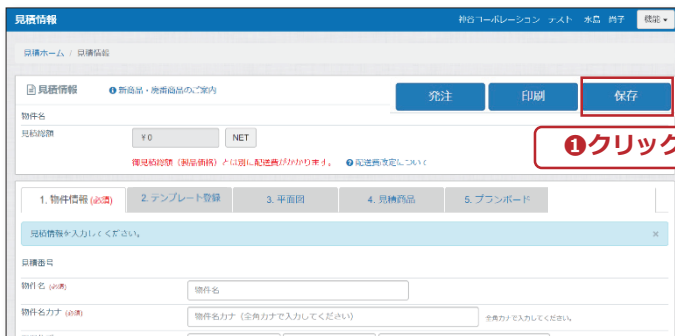 見積情報
神谷コーポレーション テスト 水島 尚子 機能
見積ホーム / 見積情報
見積情報 新商品・廃番商品のご案内
発注 印刷 保存
物件名
見積総額 ¥0 NET
御見積総額（製品価格）とは別に配送費がかかります。 配送費改定について
❶クリック
1. 物件情報 (必須) 2. テンプレート登録 3. 平面図 4. 見積商品 5. プランボード
見積情報を入力してください。 ×
見積番号
物件名 (必須) 物件名
物件名カナ (必須) 物件名カナ（全角カナで入力してください） 全角カナで入力してください。